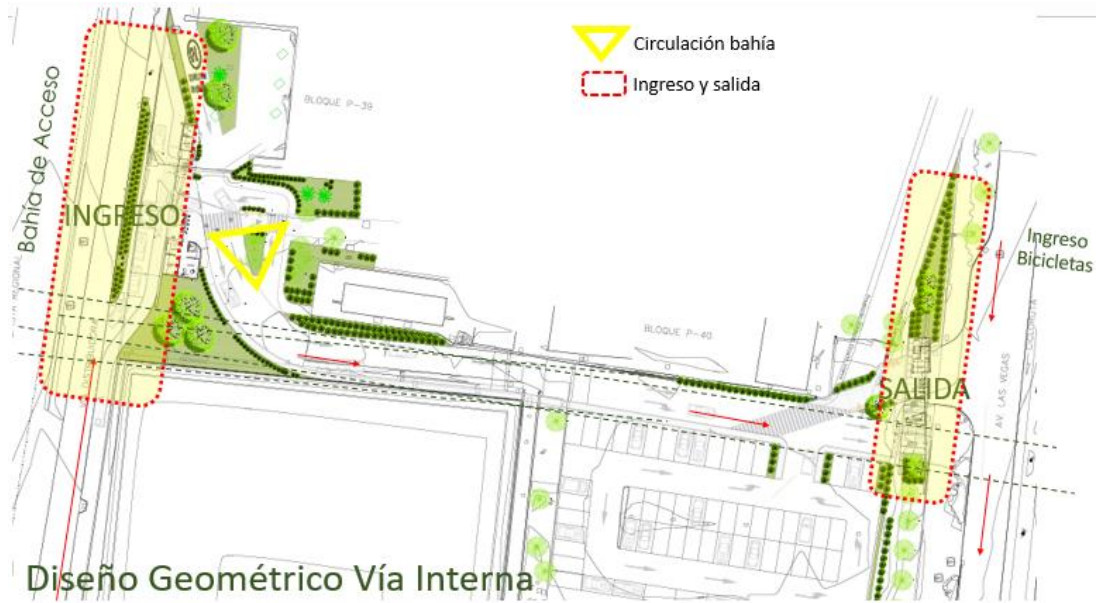 Circulación bahía
Ingreso y salida
BLOQUE P-39
Bahía de Acceso
INGRESO
Ingreso
Bicicletas
BLOQUE P-40
SALIDA
AV. LAS VEGAS
Diseño Geométrico Vía Interna